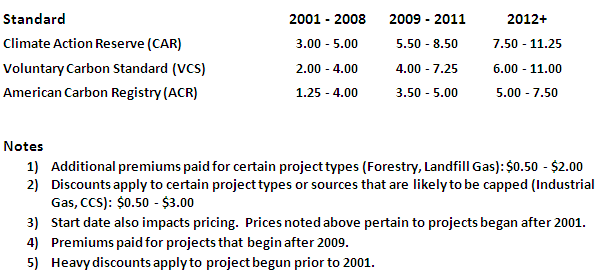 Standard 2001 - 2008 2009 - 2011 2012+
Climate Action Reserve (CAR) 3.00 - 5.00 5.50 - 8.50 7.50 - 11.25
Voluntary Carbon Standard (VCS) 2.00 - 4.00 4.00 - 7.25 6.00 - 11.00
American Carbon Registry (ACR) 1.25 - 4.00 3.50 - 5.00 5.00 - 7.50
Notes
1) Additional premiums paid for certain project types (Forestry, Landfill Gas): $0.50 - $2.00
2) Discounts apply to certain project types or sources that are likely to be capped (Industrial
Gas, CCS): $0.50 - $3.00
3) Start date also impacts pricing. Prices noted above pertain to projects began after 2001.
4) Premiums paid for projects that begin after 2009.
5) Heavy discounts apply to project begun prior to 2001.